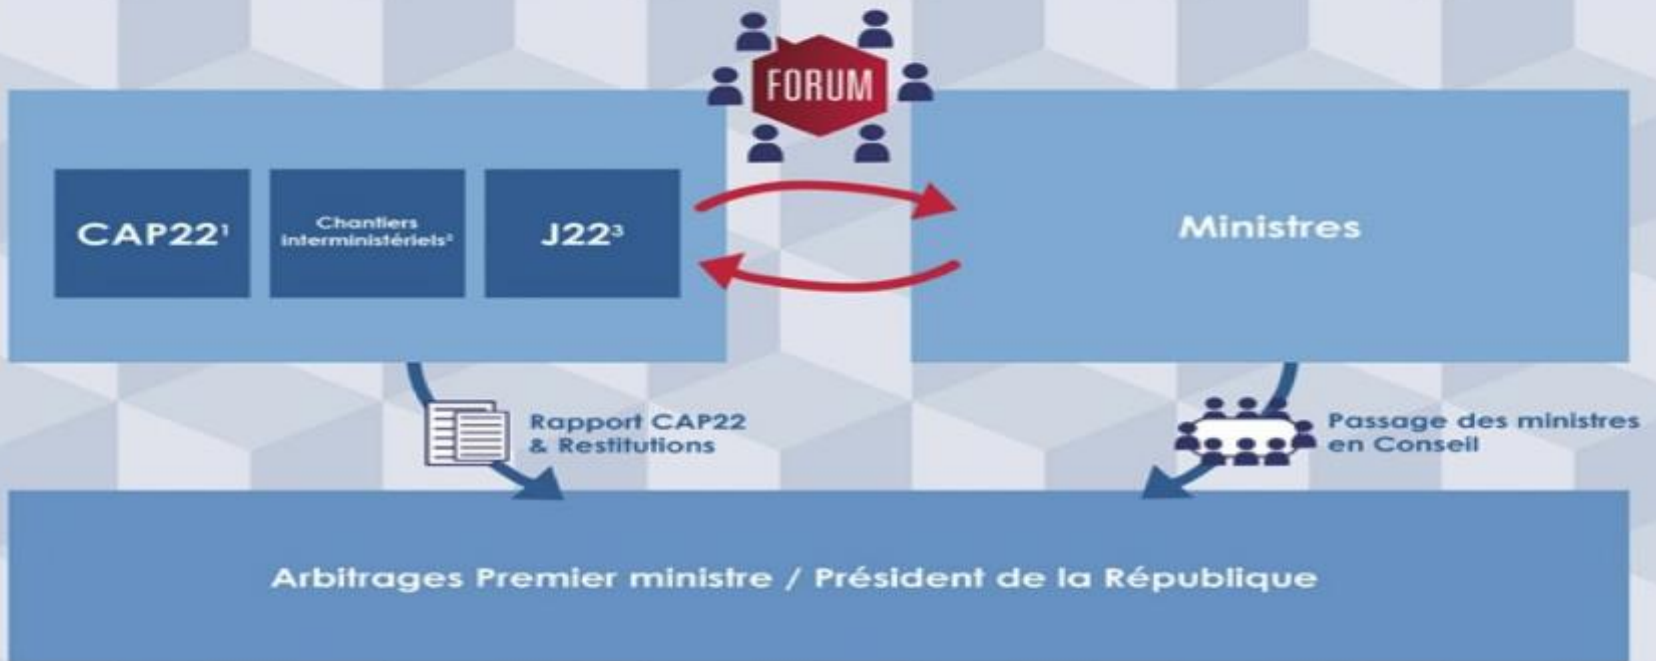 FORUM
CAP22¹
Chantiers
interministériels²
J22³
Ministres
Rapport CAP22
& Restitutions
Passage des ministres
en Conseil
Arbitrages Premier ministre / Président de la République